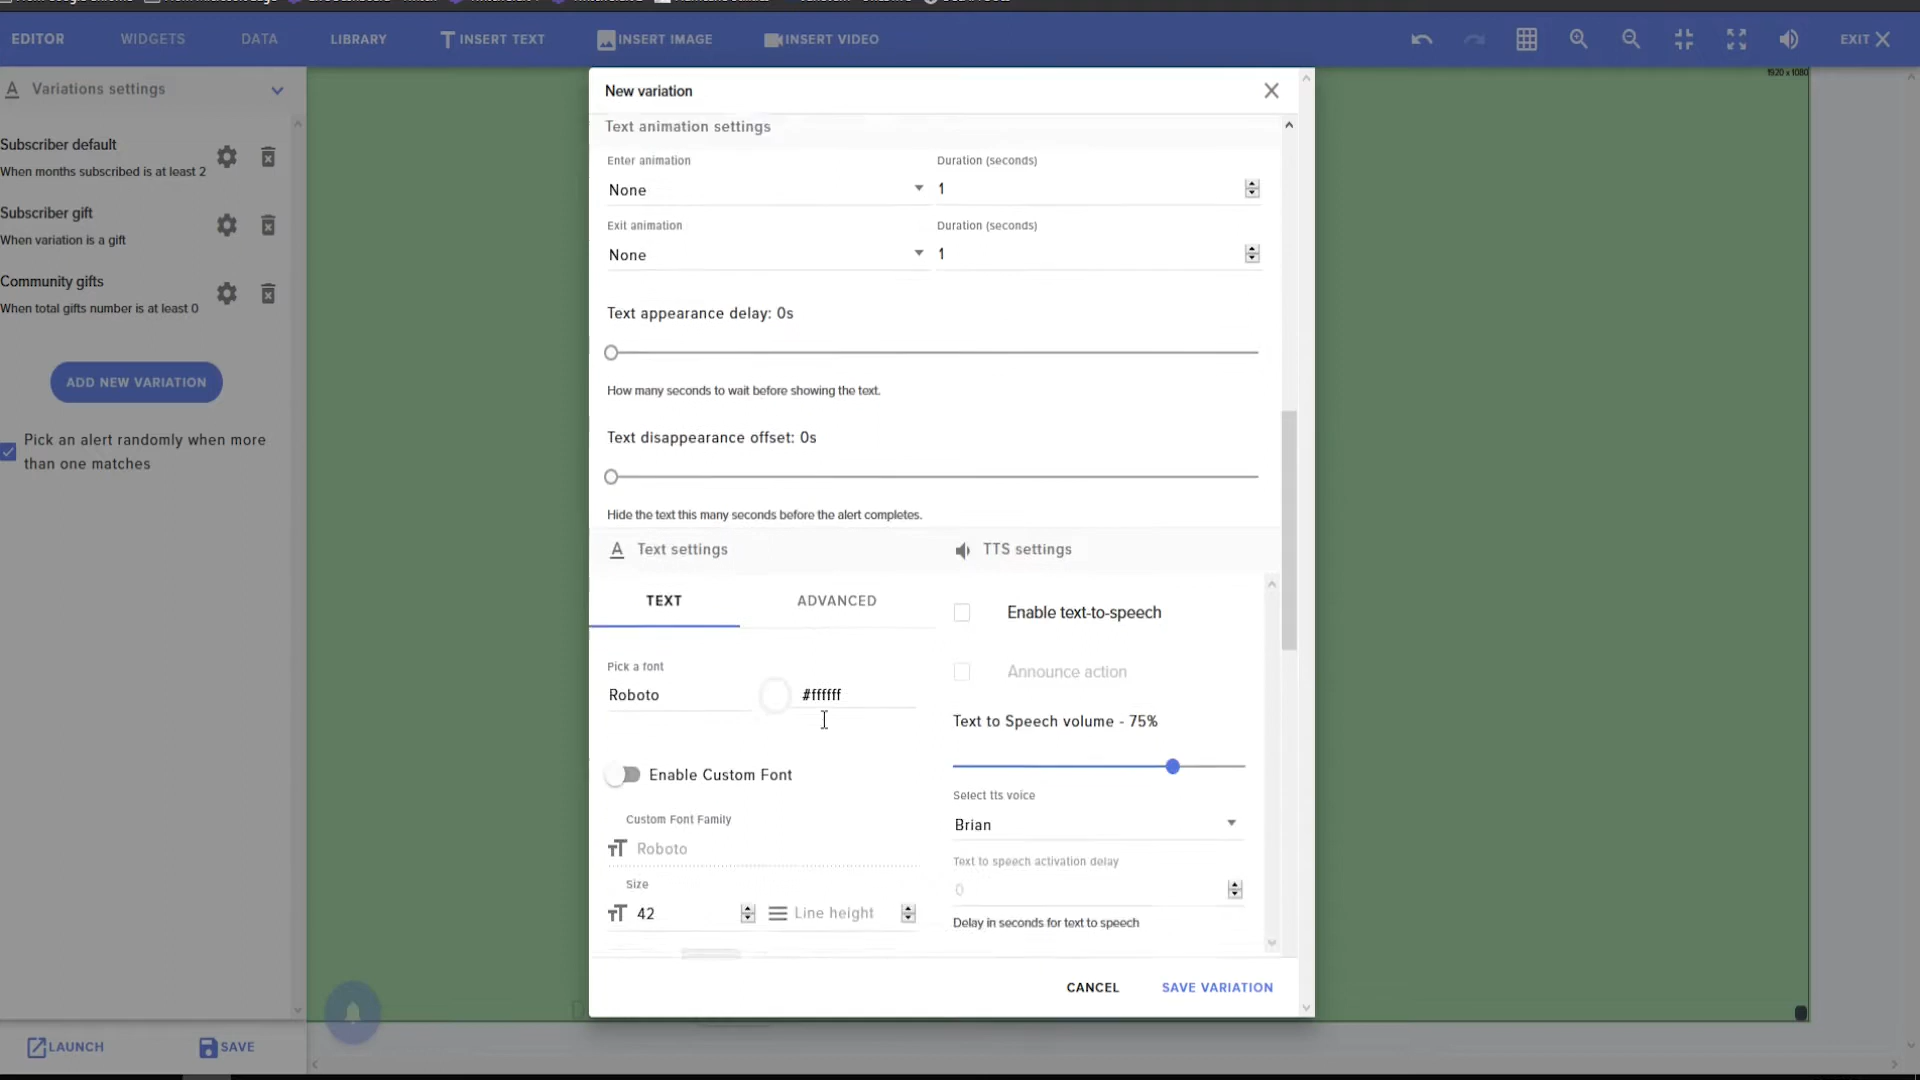 EDITOR
WIDGETS
DATA
LIBRARY
INSERT TEXT
INSERT IMAGE
INSERT VIDEO
EXIT
1920 x 1080
Variations settings
Subscriber default
When months subscribed is at least 2
Subscriber gift
When variation is a gift
Community gifts
When total gifts number is at least 0
ADD NEW VARIATION
Pick an alert randomly when more
than one matches
LAUNCH
SAVE
New variation
Text animation settings
Enter animation
Duration (seconds)
None
1
Exit animation
Duration (seconds)
None
1
Text appearance delay: 0s
How many seconds to wait before showing the text.
Text disappearance offset: 0s
Hide the text this many seconds before the alert completes.
Text settings
TTS settings
TEXT
ADVANCED
Enable text-to-speech
Pick a font
Announce action
Roboto
#ffffff
Text to Speech volume - 75%
Enable Custom Font
Select tts voice
Custom Font Family
Brian
Roboto
Text to speech activation delay
Size
0
42
Line height
Delay in seconds for text to speech
CANCEL
SAVE VARIATION